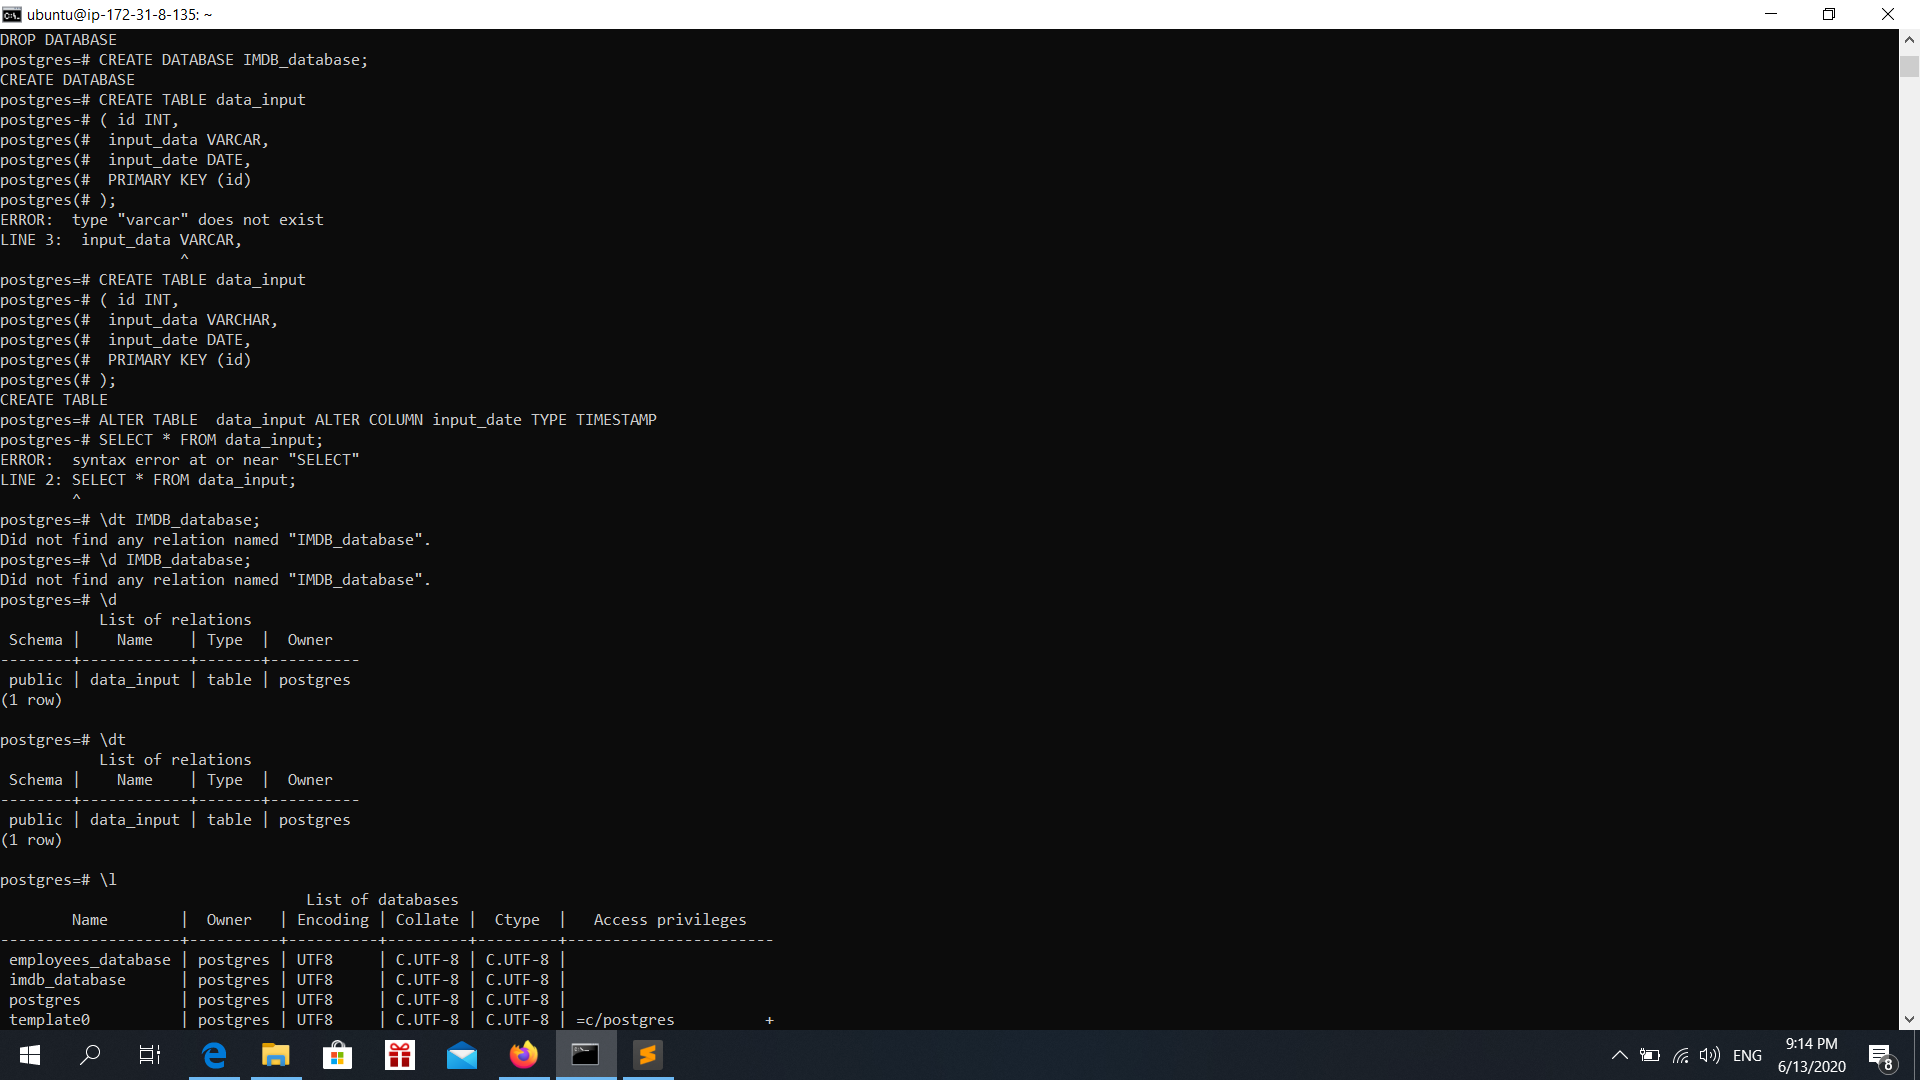 ubuntu@ip-172-31-8-135: ~
DROP DATABASE
postgres=# CREATE DATABASE IMDB_database;
CREATE DATABASE
postgres=# CREATE TABLE data_input
postgres-# ( id INT,
postgres(#  input_data VARCAR,
postgres(#  input_date DATE,
postgres(#  PRIMARY KEY (id)
postgres(# );
ERROR:  type "varcar" does not exist
LINE 3:  input_data VARCAR,
                    ^
postgres=# CREATE TABLE data_input
postgres-# ( id INT,
postgres(#  input_data VARCHAR,
postgres(#  input_date DATE,
postgres(#  PRIMARY KEY (id)
postgres(# );
CREATE TABLE
postgres=# ALTER TABLE  data_input ALTER COLUMN input_date TYPE TIMESTAMP
postgres-# SELECT * FROM data_input;
ERROR:  syntax error at or near "SELECT"
LINE 2: SELECT * FROM data_input;
        ^
postgres=# \dt IMDB_database;
Did not find any relation named "IMDB_database".
postgres=# \d IMDB_database;
Did not find any relation named "IMDB_database".
postgres=# \d
           List of relations
 Schema |    Name    | Type  |  Owner
--------+------------+-------+----------
 public | data_input | table | postgres
(1 row)
postgres=# \dt
           List of relations
 Schema |    Name    | Type  |  Owner
--------+------------+-------+----------
 public | data_input | table | postgres
(1 row)
postgres=# \l
                                  List of databases
        Name        |  Owner   | Encoding | Collate |  Ctype  |   Access privileges
--------------------+----------+----------+---------+---------+-----------------------
 employees_database | postgres | UTF8     | C.UTF-8 | C.UTF-8 |
 imdb_database      | postgres | UTF8     | C.UTF-8 | C.UTF-8 |
 postgres           | postgres | UTF8     | C.UTF-8 | C.UTF-8 |
 template0          | postgres | UTF8     | C.UTF-8 | C.UTF-8 | =c/postgres          +
ENG
9:14 PM
6/13/2020
8